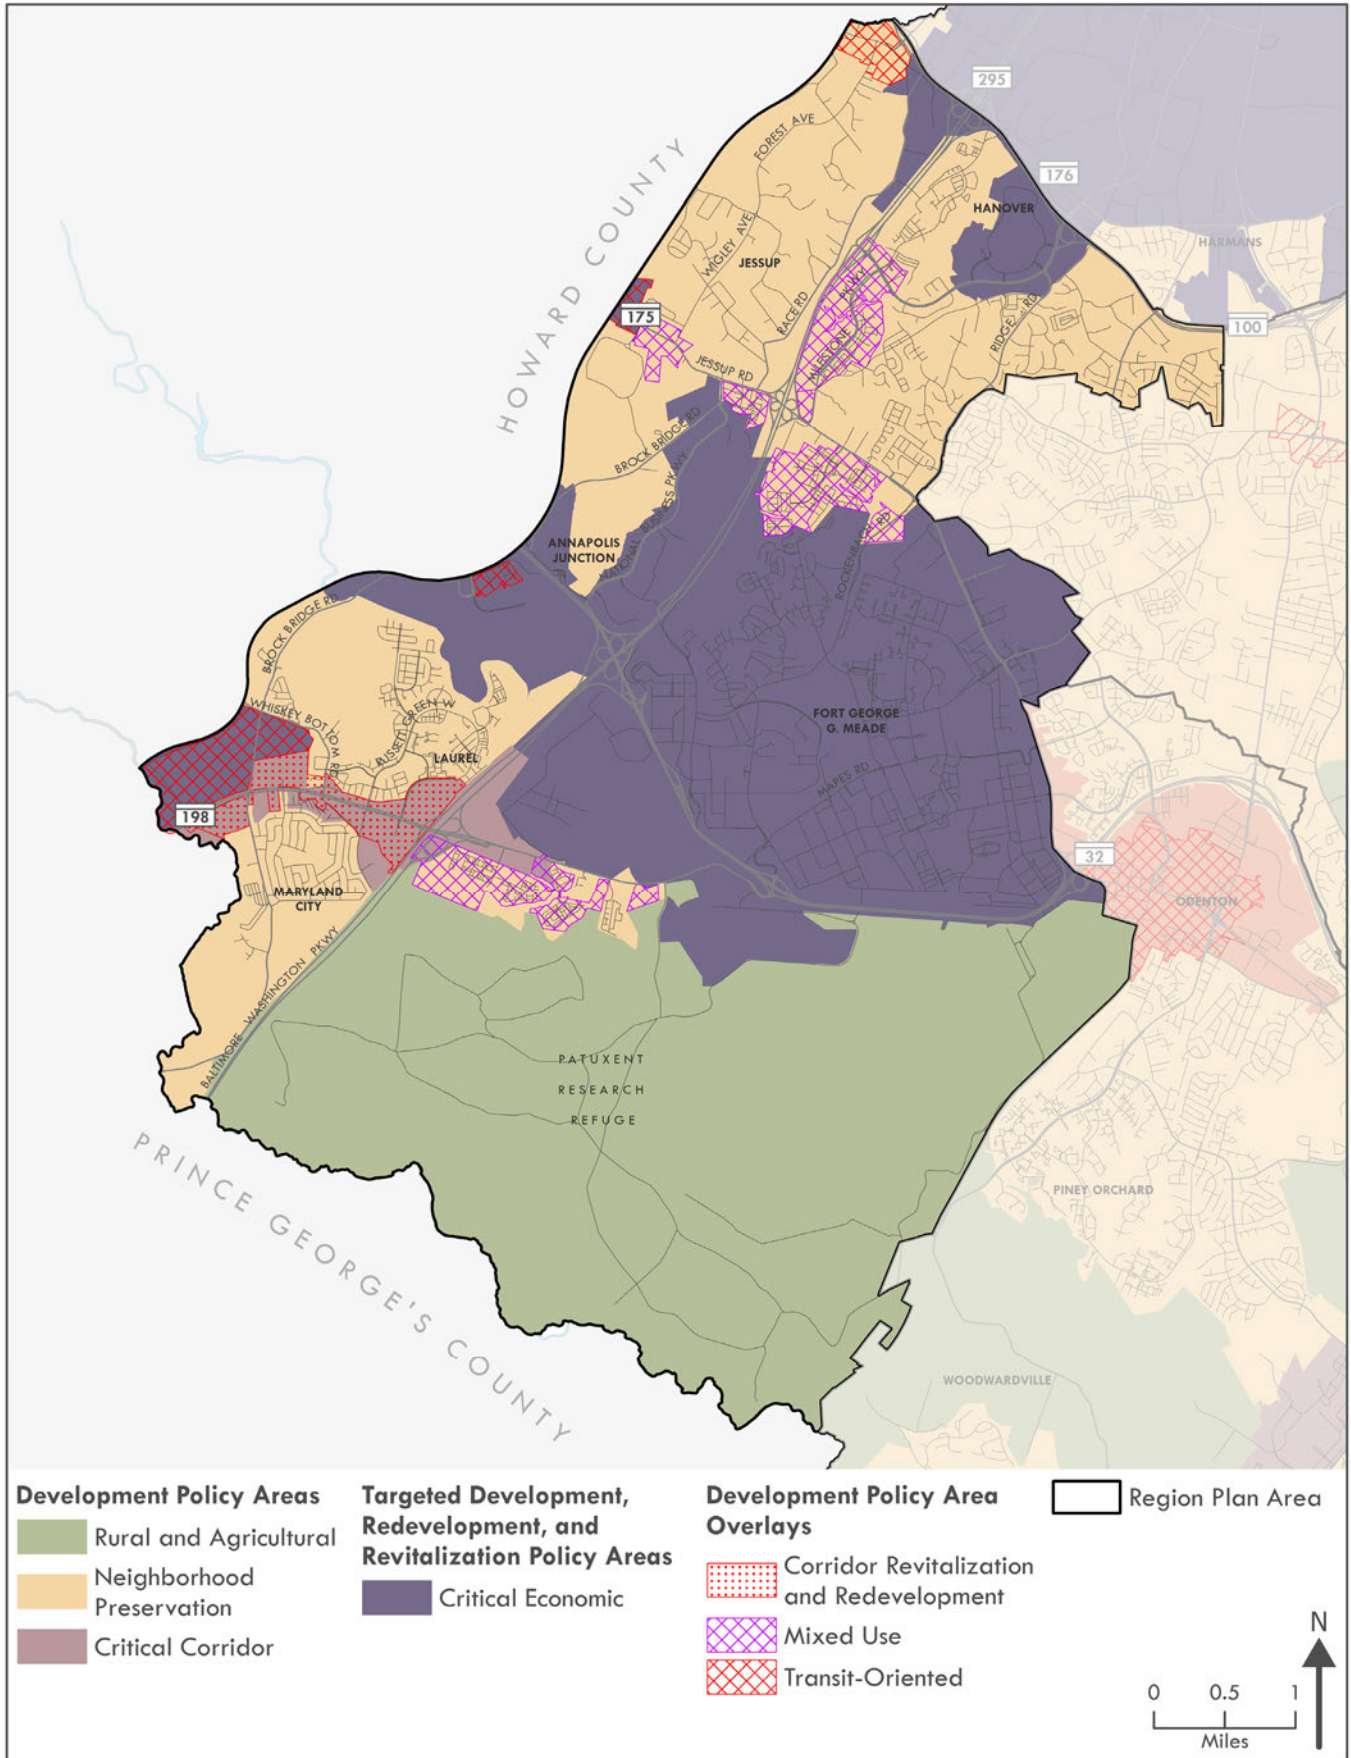 295
FOREST AVE
176
HANOVER
HOWARD COUNTY
WIGLEY AVE
JESSUP
HARMANS
PKWY
RACE RD
175
RIDGE RD
100
MILESTONE
JESSUP RD
BROCK BRIDGE RD
NATIONAL BUSINESS PKWY
ROCKENBACH RD
ANNAPOLIS
JUNCTION
BROCK BRIDGE RD
WHISKEY BOTTOM RD
RUSSETT GREEN W
FORT GEORGE
G. MEADE
LAUREL
MAPES RD
198
32
MARYLAND
CITY
ODENTON
BALTIMORE WASHINGTON PKWY
PATUXENT
RESEARCH
REFUGE
PRINCE GEORGE'S COUNTY
PINEY ORCHARD
WOODWARDVILLE
Development Policy Areas
Rural and Agricultural
Neighborhood
Preservation
Critical Corridor
Targeted Development,
Redevelopment, and
Revitalization Policy Areas
Critical Economic
Development Policy Area
Overlays
Corridor Revitalization
and Redevelopment
Mixed Use
Transit-Oriented
Region Plan Area
N
0 0.5 1
Miles